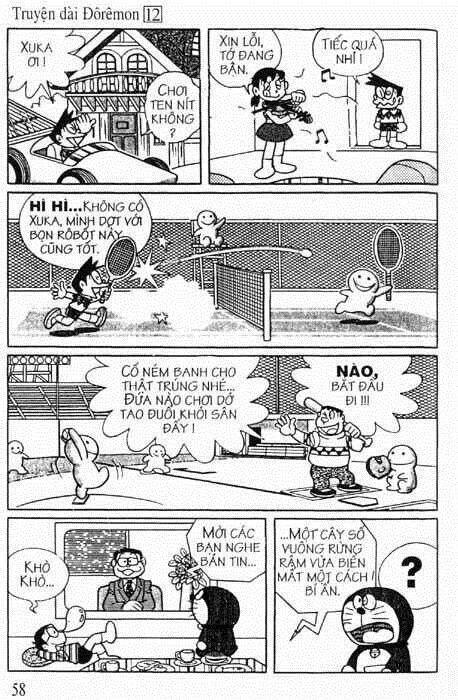 Truyện dài Đôrêmon 12
XUKA
ƠI !
CHƠI
TEN NÍT
KHÔNG
?
XIN LỖI,
TỚ ĐANG
BẬN.
TIẾC QUÁ
NHỈ !
HÌ HÌ...KHÔNG CÓ
XUKA, MÌNH DỢT VỚI
BỌN RÔBỐT NÀY
CŨNG TỐT.
CỐ NÉM BANH CHO
THẬT TRÚNG NHÉ...
ĐỨA NÀO CHƠI DỞ
TAO ĐUỔI KHỎI SÂN
ĐẤY !
NÀO,
BẮT ĐẦU
ĐI !!!
KHÒ
KHÒ...
MỜI CÁC
BẠN NGHE
BẢN TIN...
...MỘT CÂY SỐ
VUÔNG RỪNG
RẬM VỪA BIẾN
MẤT MỘT CÁCH
BÍ ẨN.
?
58